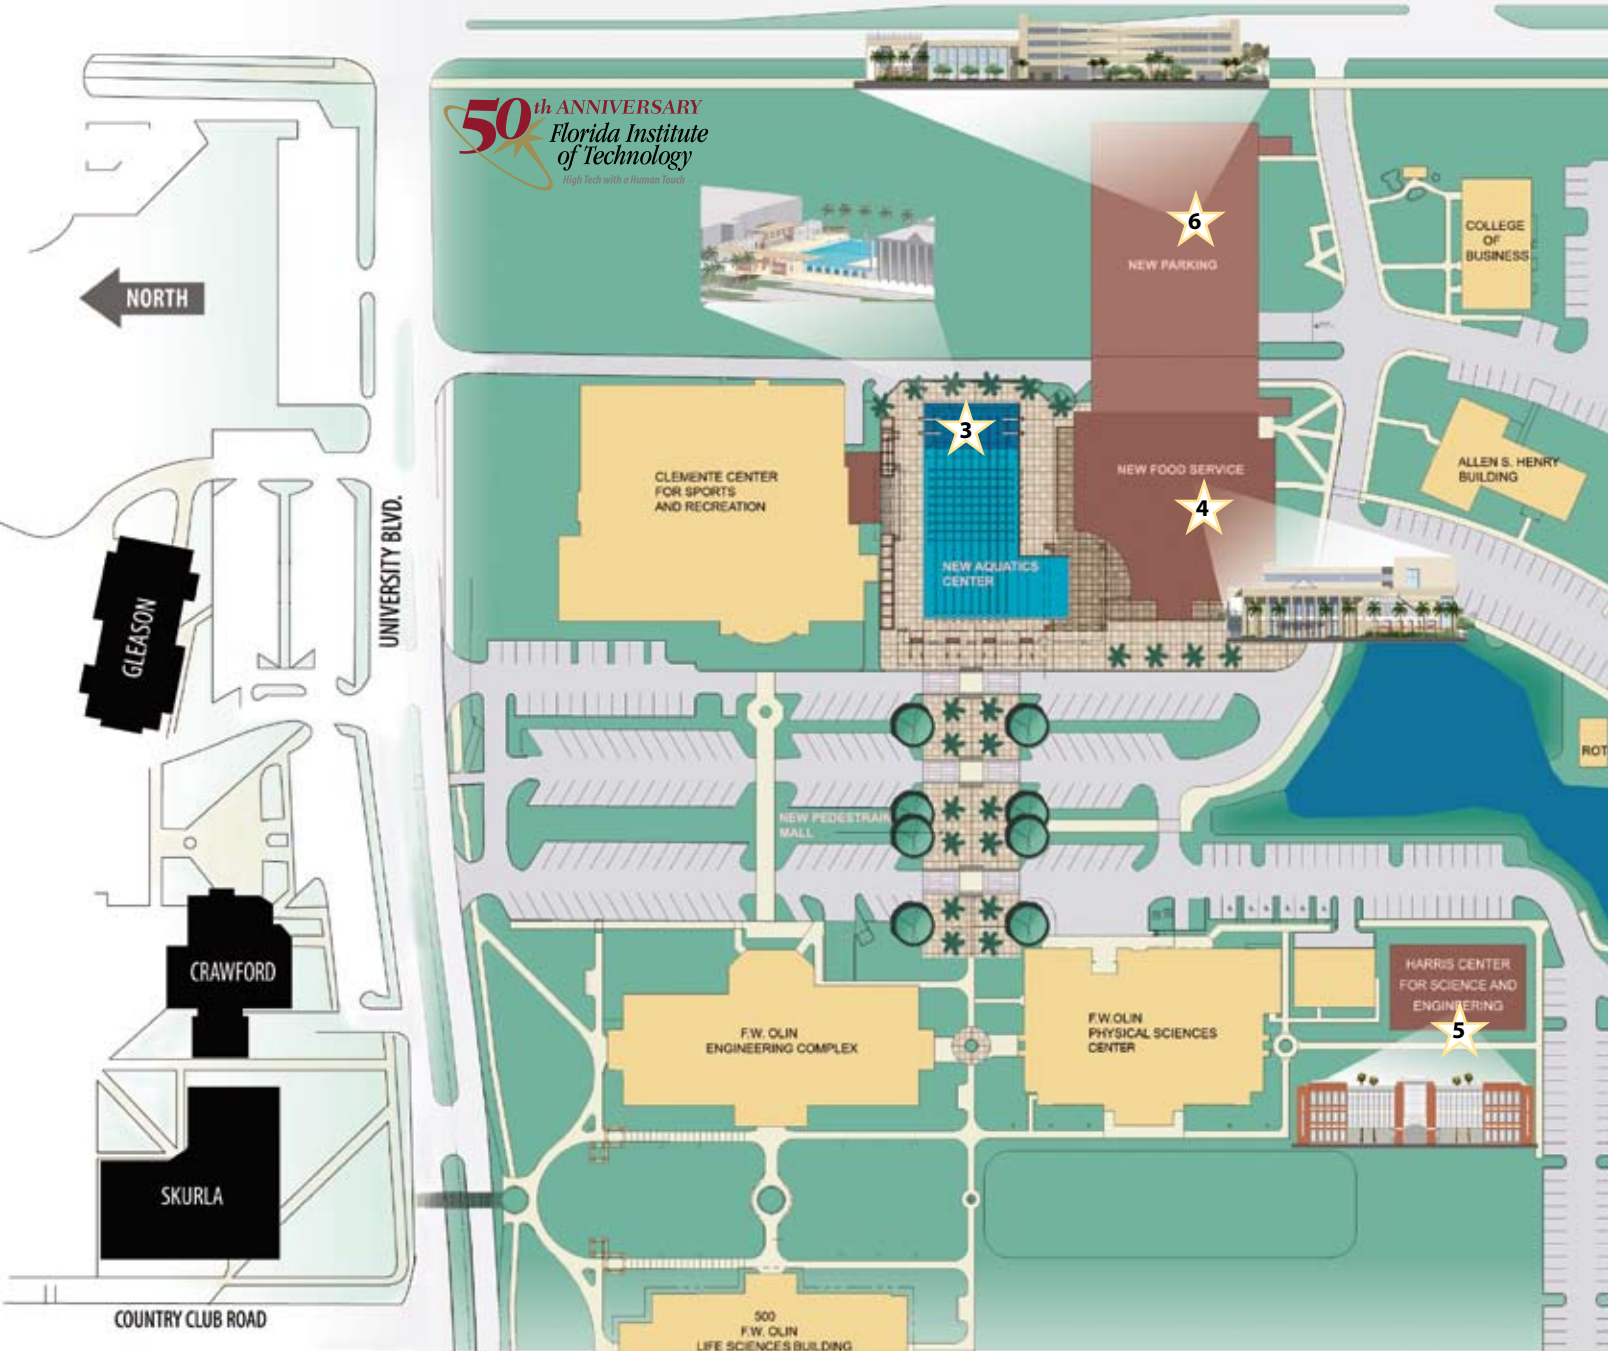 50th ANNIVERSARY
Florida Institute
of Technology
High Tech with a Human Touch
6
NEW PARKING
COLLEGE
OF
BUSINESS
NORTH
3
CLEMENTE CENTER
FOR SPORTS
AND RECREATION
NEW FOOD SERVICE
4
ALLEN S. HENRY
BUILDING
UNIVERSITY BLVD.
NEW AQUATICS
CENTER
GLEASON
ROT
NEW PEDESTRAIN
MALL
CRAWFORD
HARRIS CENTER
FOR SCIENCE AND
ENGINEERING
5
F.W. OLIN
ENGINEERING COMPLEX
F.W.OLIN
PHYSICAL SCIENCES
CENTER
SKURLA
COUNTRY CLUB ROAD
500
F.W. OLIN
LIFE SCIENCES BUILDING